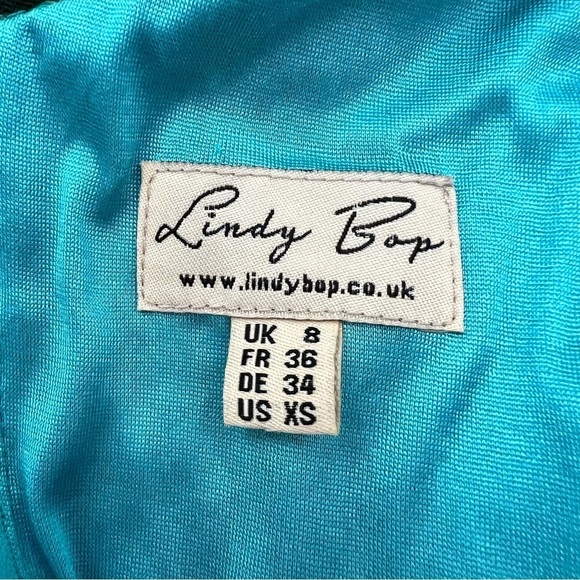 Lindy Bop
www.lindybop.co.uk
UK 8
FR 36
DE 34
US XS